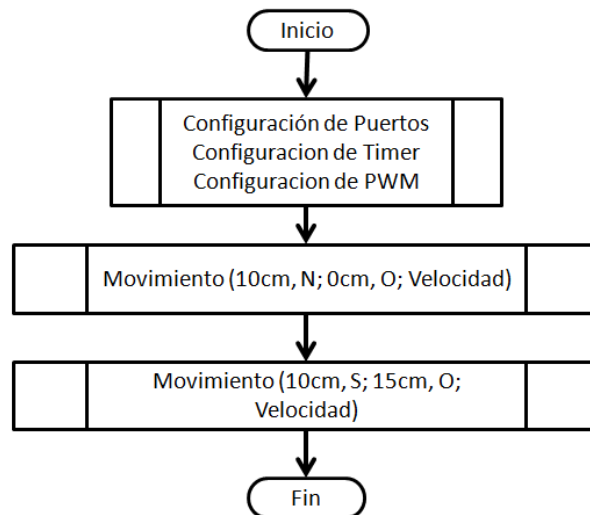 Inicio
Configuración de Puertos
Configuracion de Timer
Configuracion de PWM
Movimiento (10cm, N; 0cm, O; Velocidad)
Movimiento (10cm, S; 15cm, O;
Velocidad)
Fin